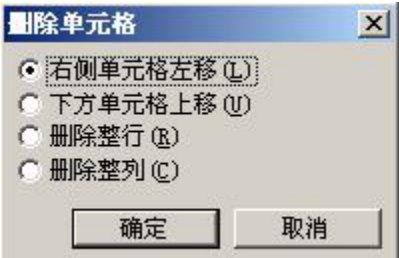 删除单元格
右侧单元格左移(L)
下方单元格上移(U)
删除整行(R)
删除整列(C)
确定 取消